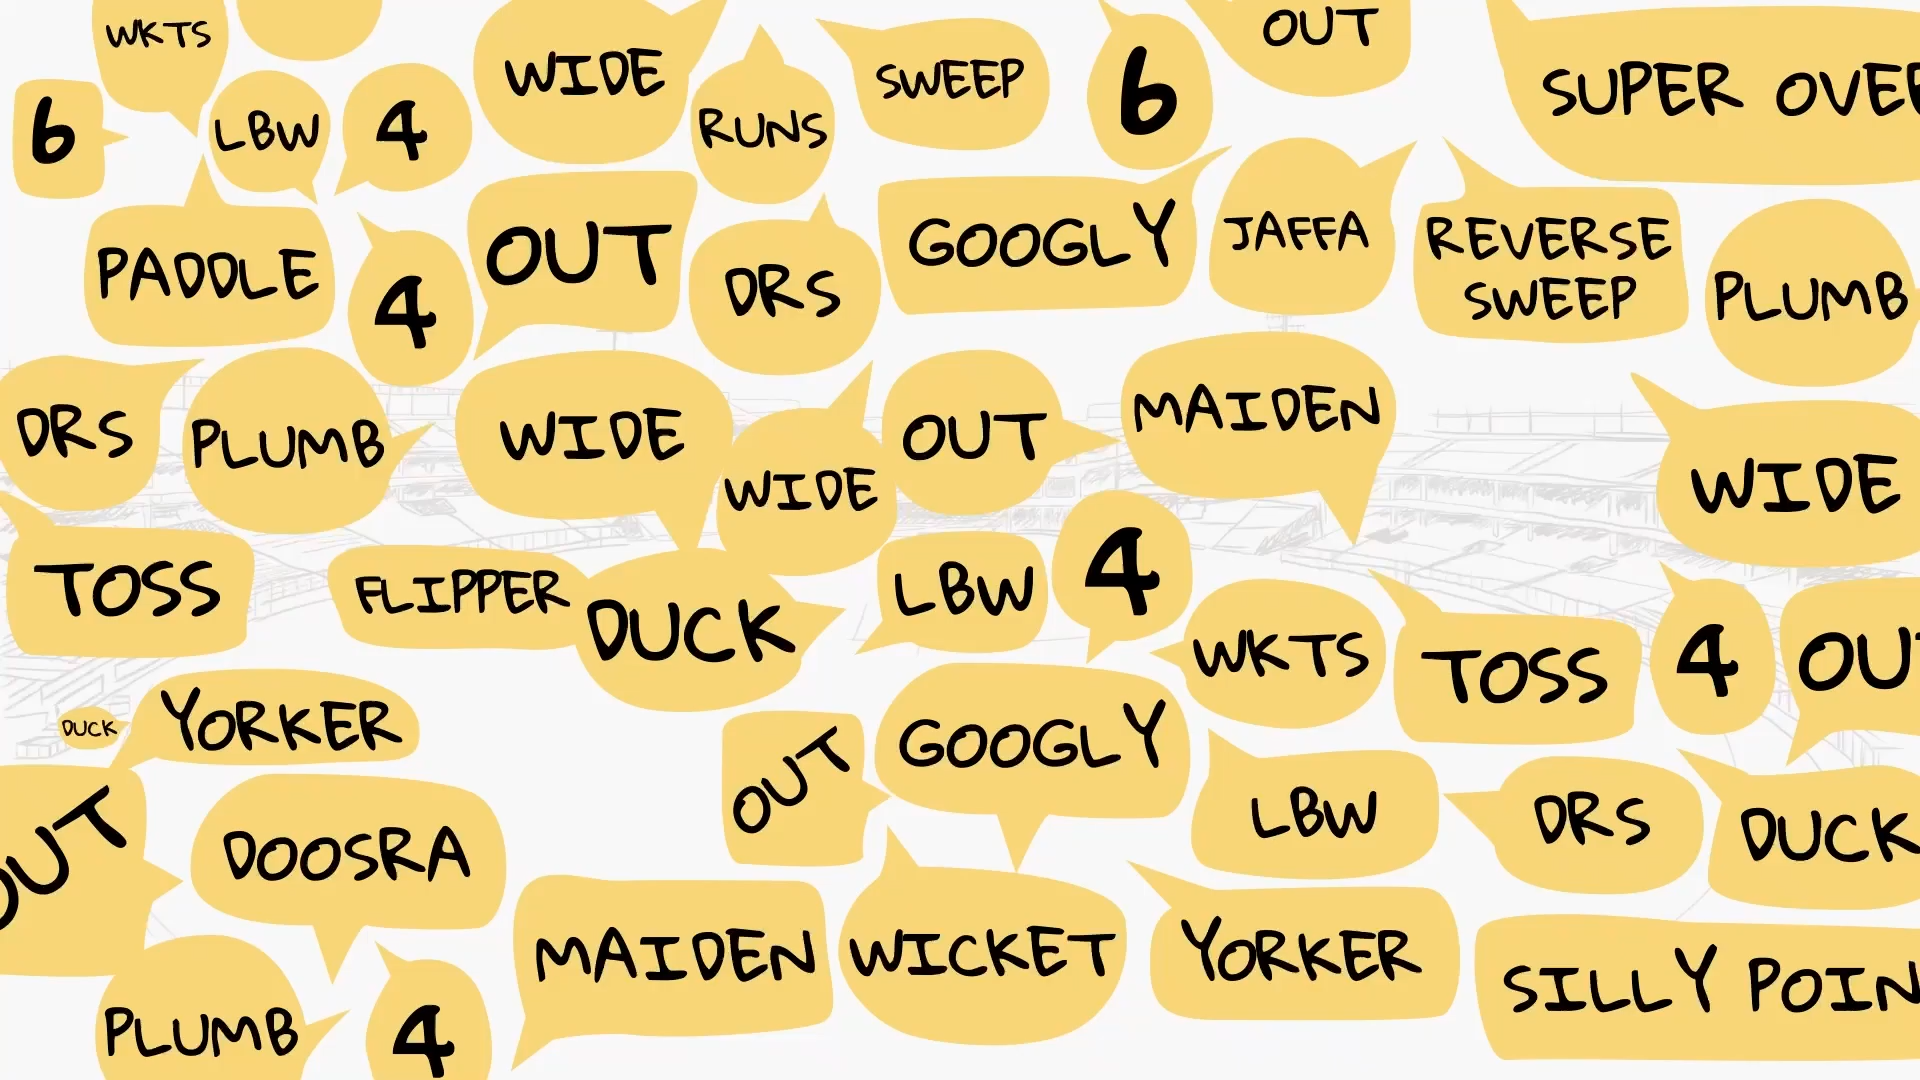 WKTS
WIDE
SWEEP
6
OUT
SUPER OVE
6
LBW
4
RUNS
PADDLE
4
OUT
DRS
GOOGLY
JAFFA
REVERSE
SWEEP
PLUMB
DRS
PLUMB
WIDE
WIDE
OUT
MAIDEN
WIDE
TOSS
FLIPPER
DUCK
LBW
4
WKTS
TOSS
4
OU
DUCK
YORKER
OUT
GOOGLY
LBW
DRS
DUCK
OUT
DOOSRA
MAIDEN
WICKET
YORKER
SILLY POIN
PLUMB
4